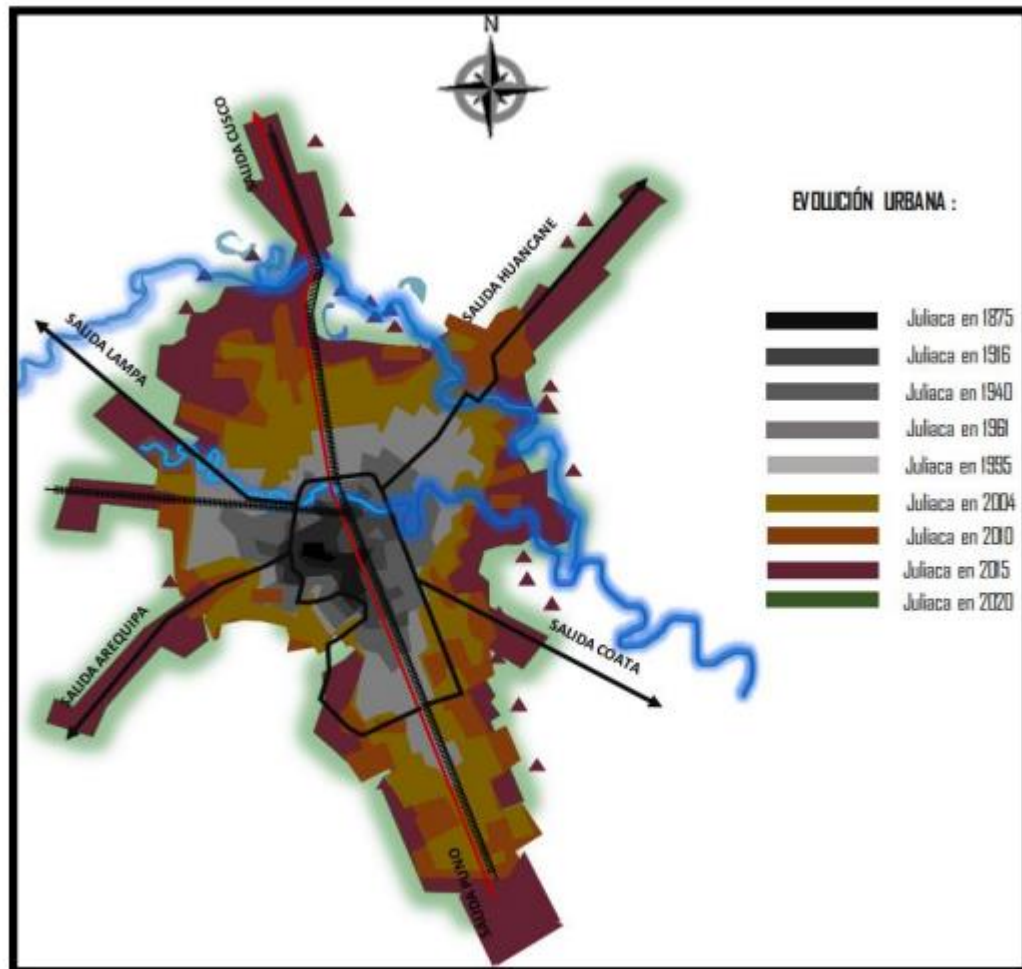 N
SALIDA CUSCO
SALIDA HUANCANE
EVOLUCIÓN URBANA :
SALIDA LAMPA
Juliaca en 1875
Juliaca en 1916
Juliaca en 1940
Juliaca en 1961
Juliaca en 1995
Juliaca en 2004
Juliaca en 2010
Juliaca en 2015
Juliaca en 2020
SALIDA AREQUIPA
SALIDA COATA
SALIDA PUNO